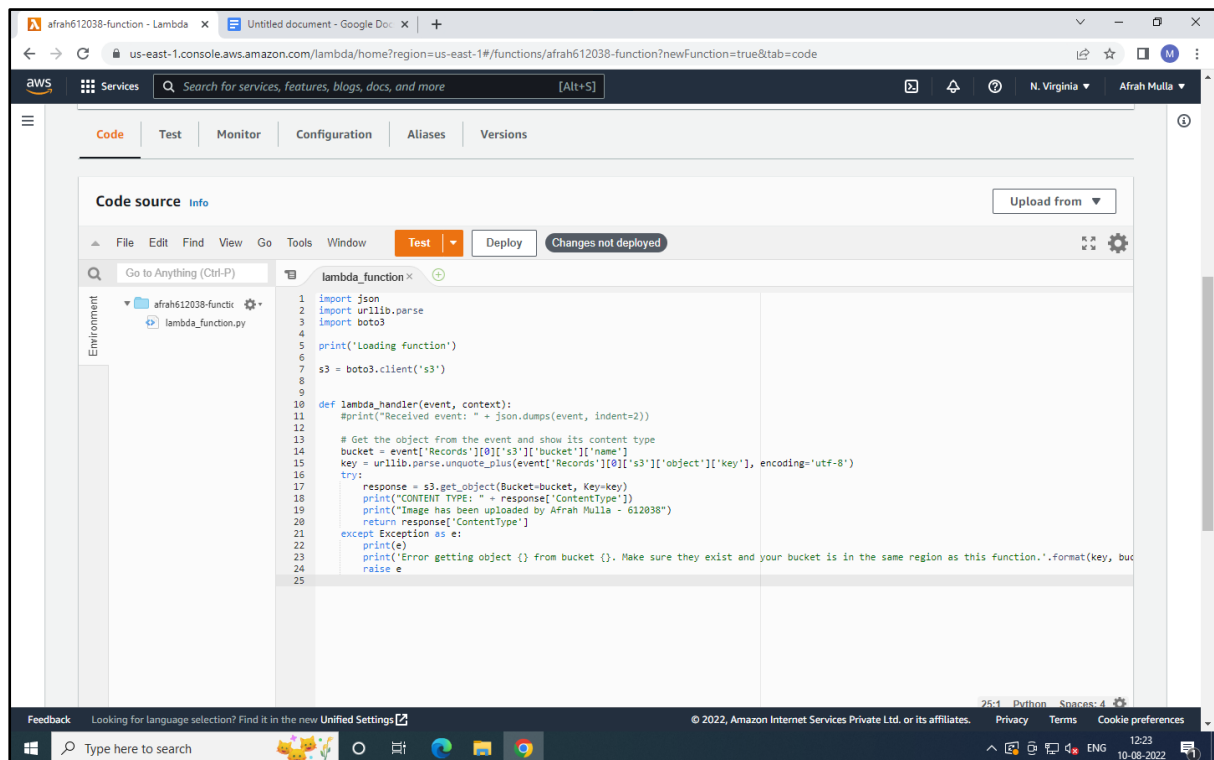 afrah612038-function - Lambda
Untitled document - Google Doc
us-east-1.console.aws.amazon.com/lambda/home?region=us-east-1#/functions/afrah612038-function?newFunction=true&tab=code
M
aws
Services
Search for services, features, blogs, docs, and more
[Alt+S]
N. Virginia
Afrah Mulla
Code
Test
Monitor
Configuration
Aliases
Versions
Code source Info
Upload from
File Edit Find View Go Tools Window
Test
Deploy
Changes not deployed
Go to Anything (Ctrl-P)
lambda_function
Environment
afrah612038-functic
lambda_function.py
1 import json
2 import urllib.parse
3 import boto3
4
5 print('Loading function')
6
7 s3 = boto3.client('s3')
8
9
10 def lambda_handler(event, context):
11 #print("Received event: " + json.dumps(event, indent=2))
12
13 # Get the object from the event and show its content type
14 bucket = event['Records'][0]['s3']['bucket']['name']
15 key = urllib.parse.unquote_plus(event['Records'][0]['s3']['object']['key'], encoding='utf-8')
16 try:
17 response = s3.get_object(Bucket=bucket, Key=key)
18 print("CONTENT TYPE: " + response['ContentType'])
19 print("Image has been uploaded by Afrah Mulla - 612038")
20 return response['ContentType']
21 except Exception as e:
22 print(e)
23 print('Error getting object {} from bucket {}. Make sure they exist and your bucket is in the same region as this function.'.format(key, buc
24 raise e
25
25:1 Python Spaces: 4
Feedback
Looking for language selection? Find it in the new Unified Settings
© 2022, Amazon Internet Services Private Ltd. or its affiliates.
Privacy
Terms
Cookie preferences
Type here to search
ENG
12:23
10-08-2022
1